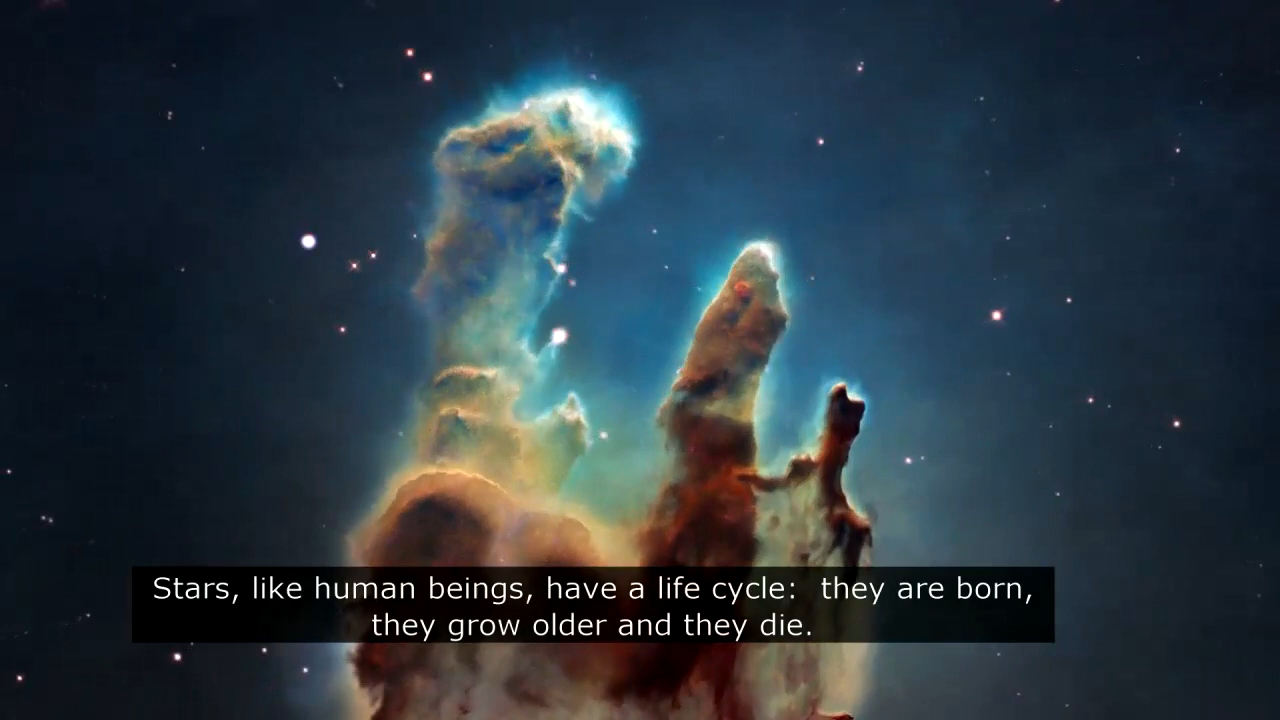 Stars, like human beings, have a life cycle:  they are born,
they grow older and they die.